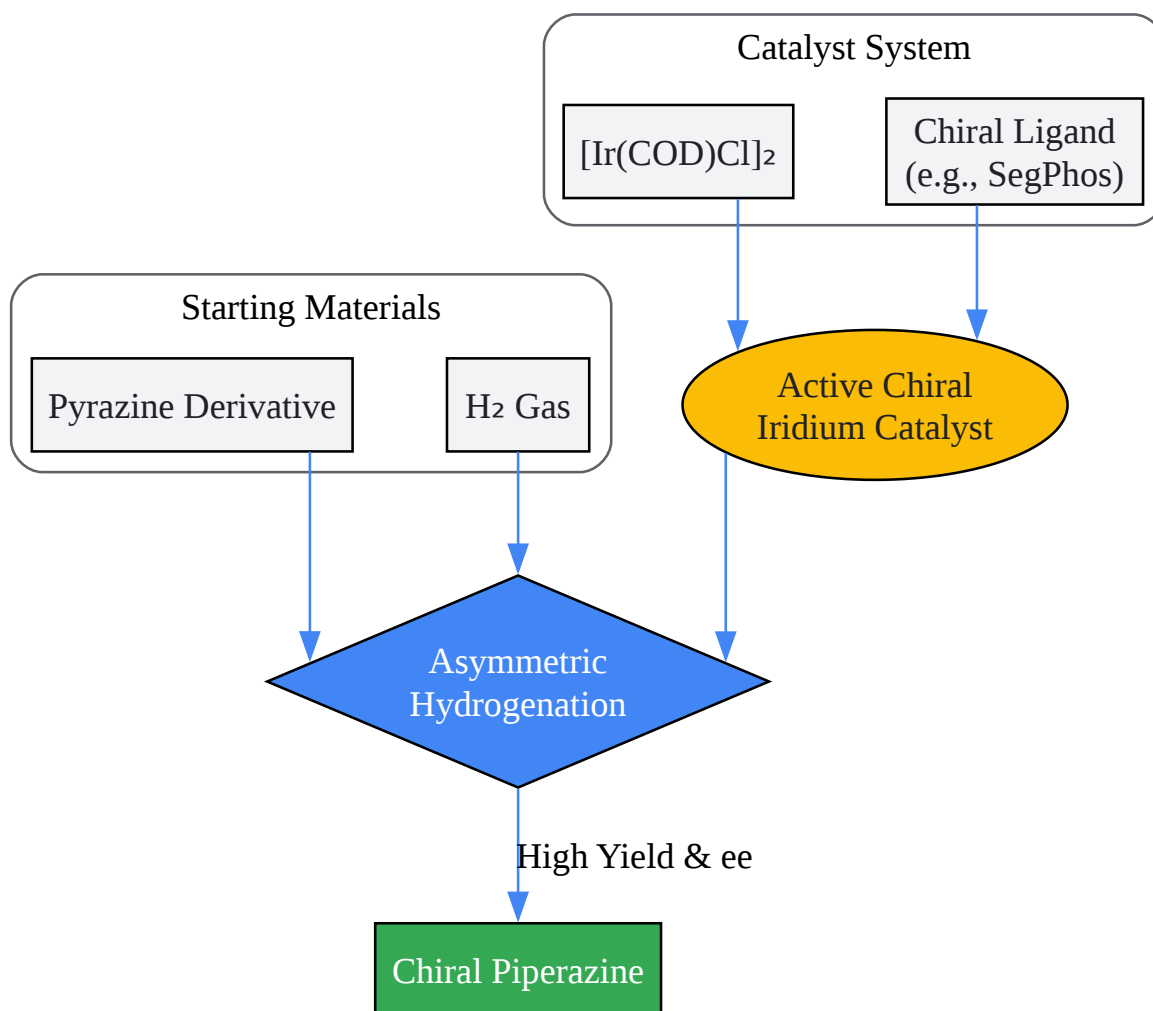 Catalyst System
[Ir(COD)Cl]₂
Chiral Ligand
(e.g., SegPhos)
Starting Materials
Pyrazine Derivative
H₂ Gas
Active Chiral
Iridium Catalyst
Asymmetric
Hydrogenation
High Yield & ee
Chiral Piperazine